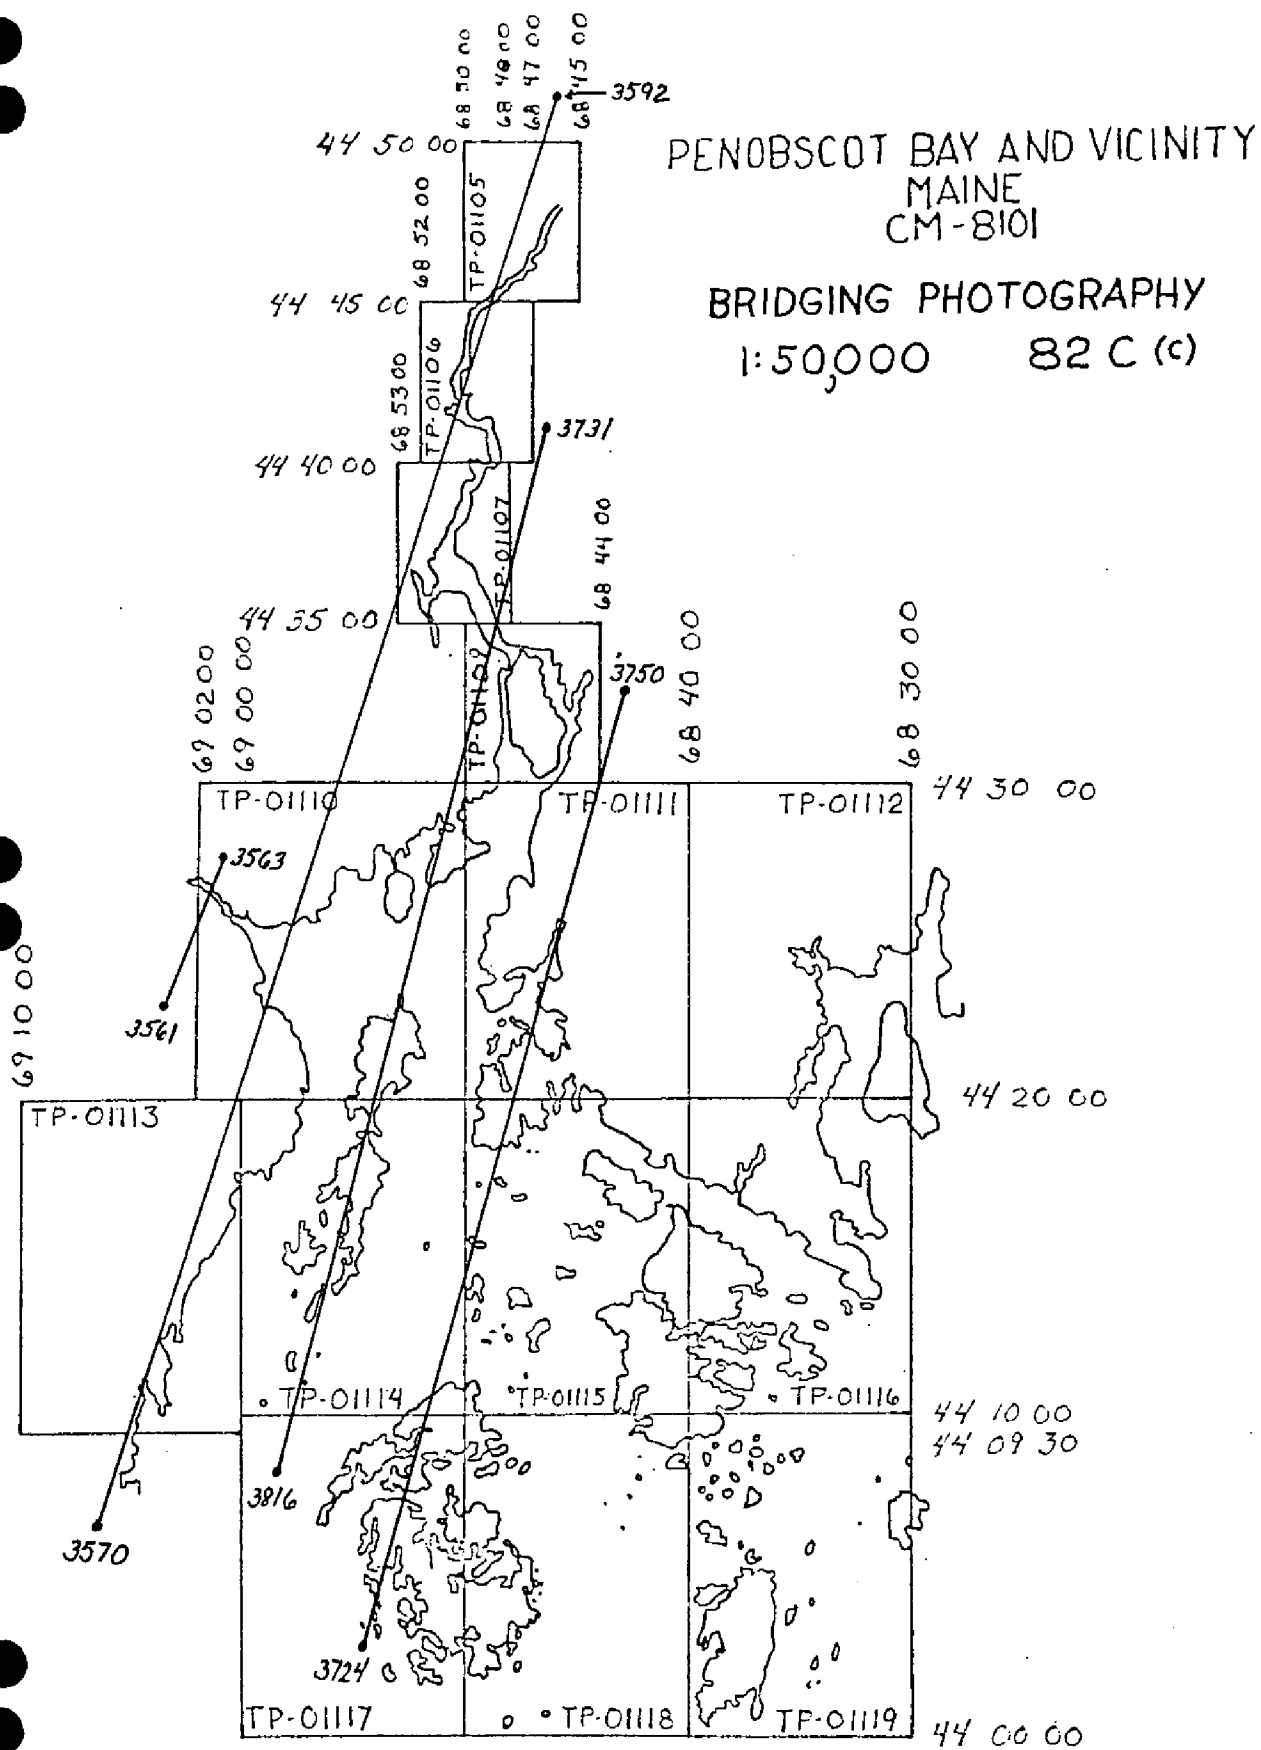 68 50 00
68 48 00
68 47 00
68 45 00
3592
44 50 00
PENOBSCOT BAY AND VICINITY
MAINE
CM-8101
68 52 00
TP-01105
44 45 00
BRIDGING PHOTOGRAPHY
1:50,000 82 C (c)
68 53 00
TP-01106
3731
44 40 00
TP-01107
68 44 00
44 35 00
69 02 00
69 00 00
TP-01109
3750
68 40 00
68 30 00
44 30 00
TP-01110
TP-01111
TP-01112
3563
69 10 00
3561
44 20 00
TP-01113
TP-01114
TP-01115
TP-01116
44 10 00
44 09 30
3816
3570
3724
TP-01117
TP-01118
TP-01119
44 00 00